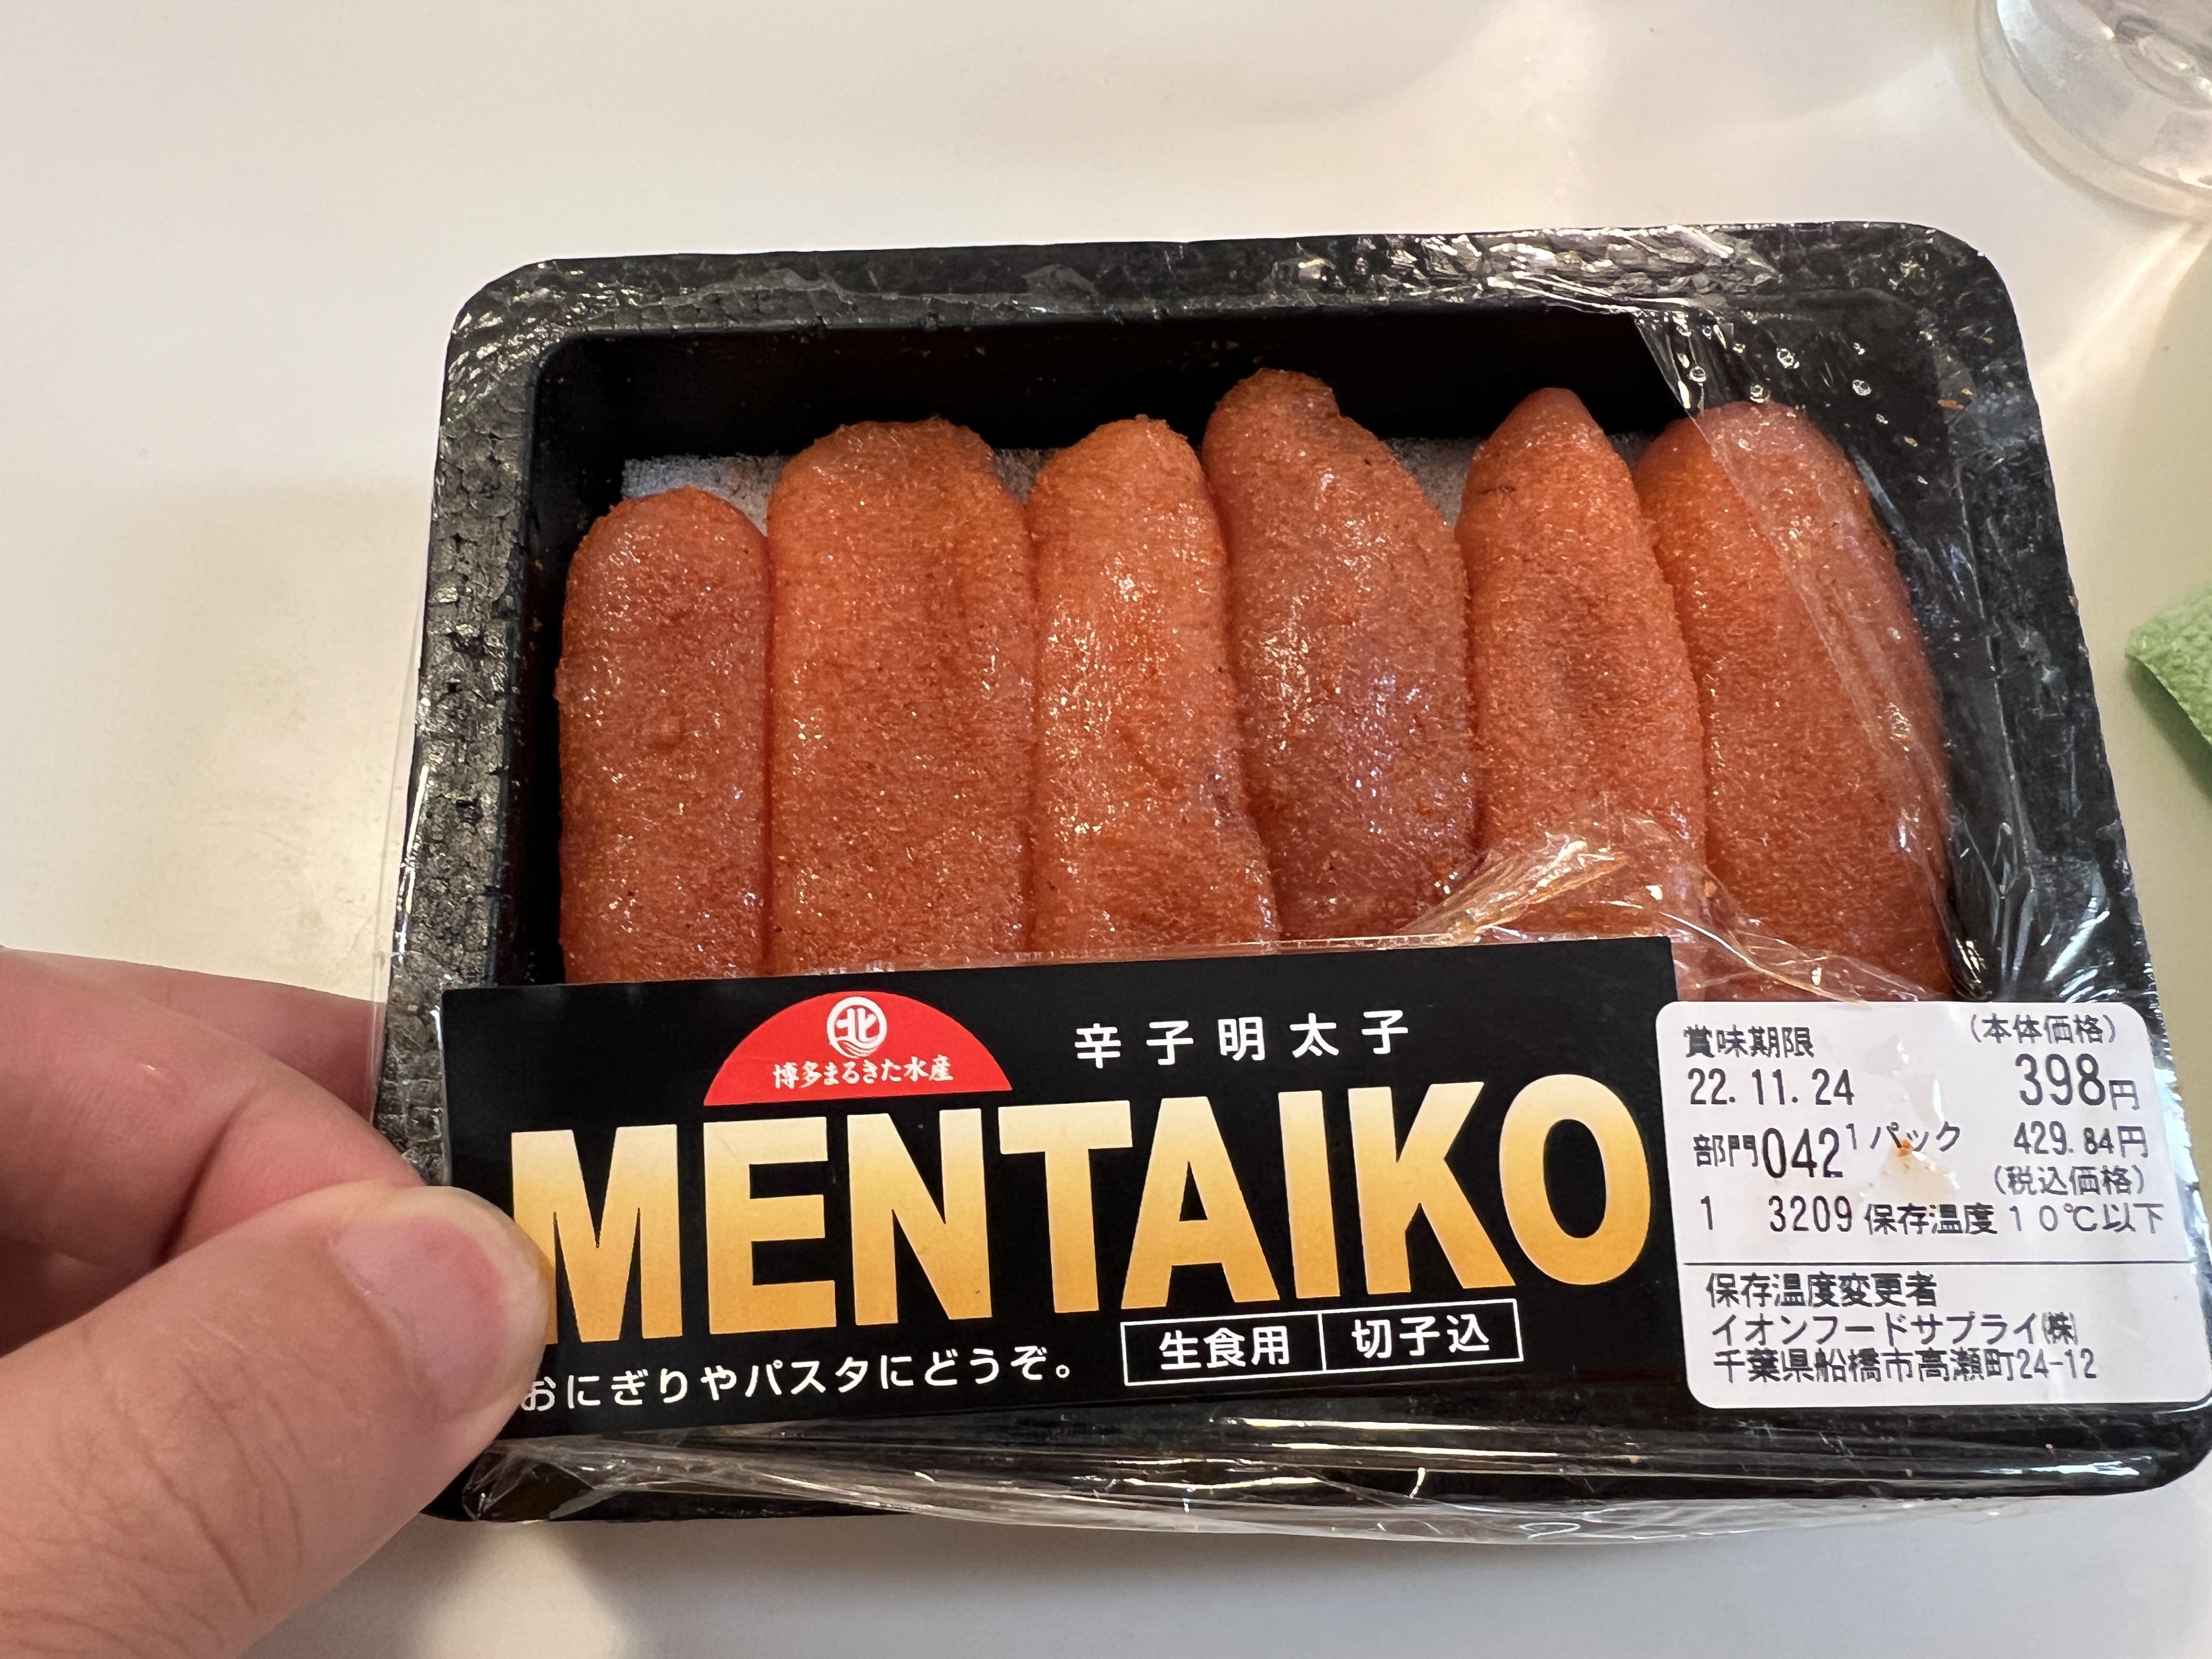 北
博多まるきた水産
辛子明太子
MENTAIKO
おにぎりやパスタにどうぞ。
生食用 切子込
賞味期限 (本体価格)
22.11.24 398円
部門042 1パック 429.84円
(税込価格)
1 3209 保存温度10℃以下
保存温度変更者
イオンフードサプライ㈱
千葉県船橋市高瀬町24-12